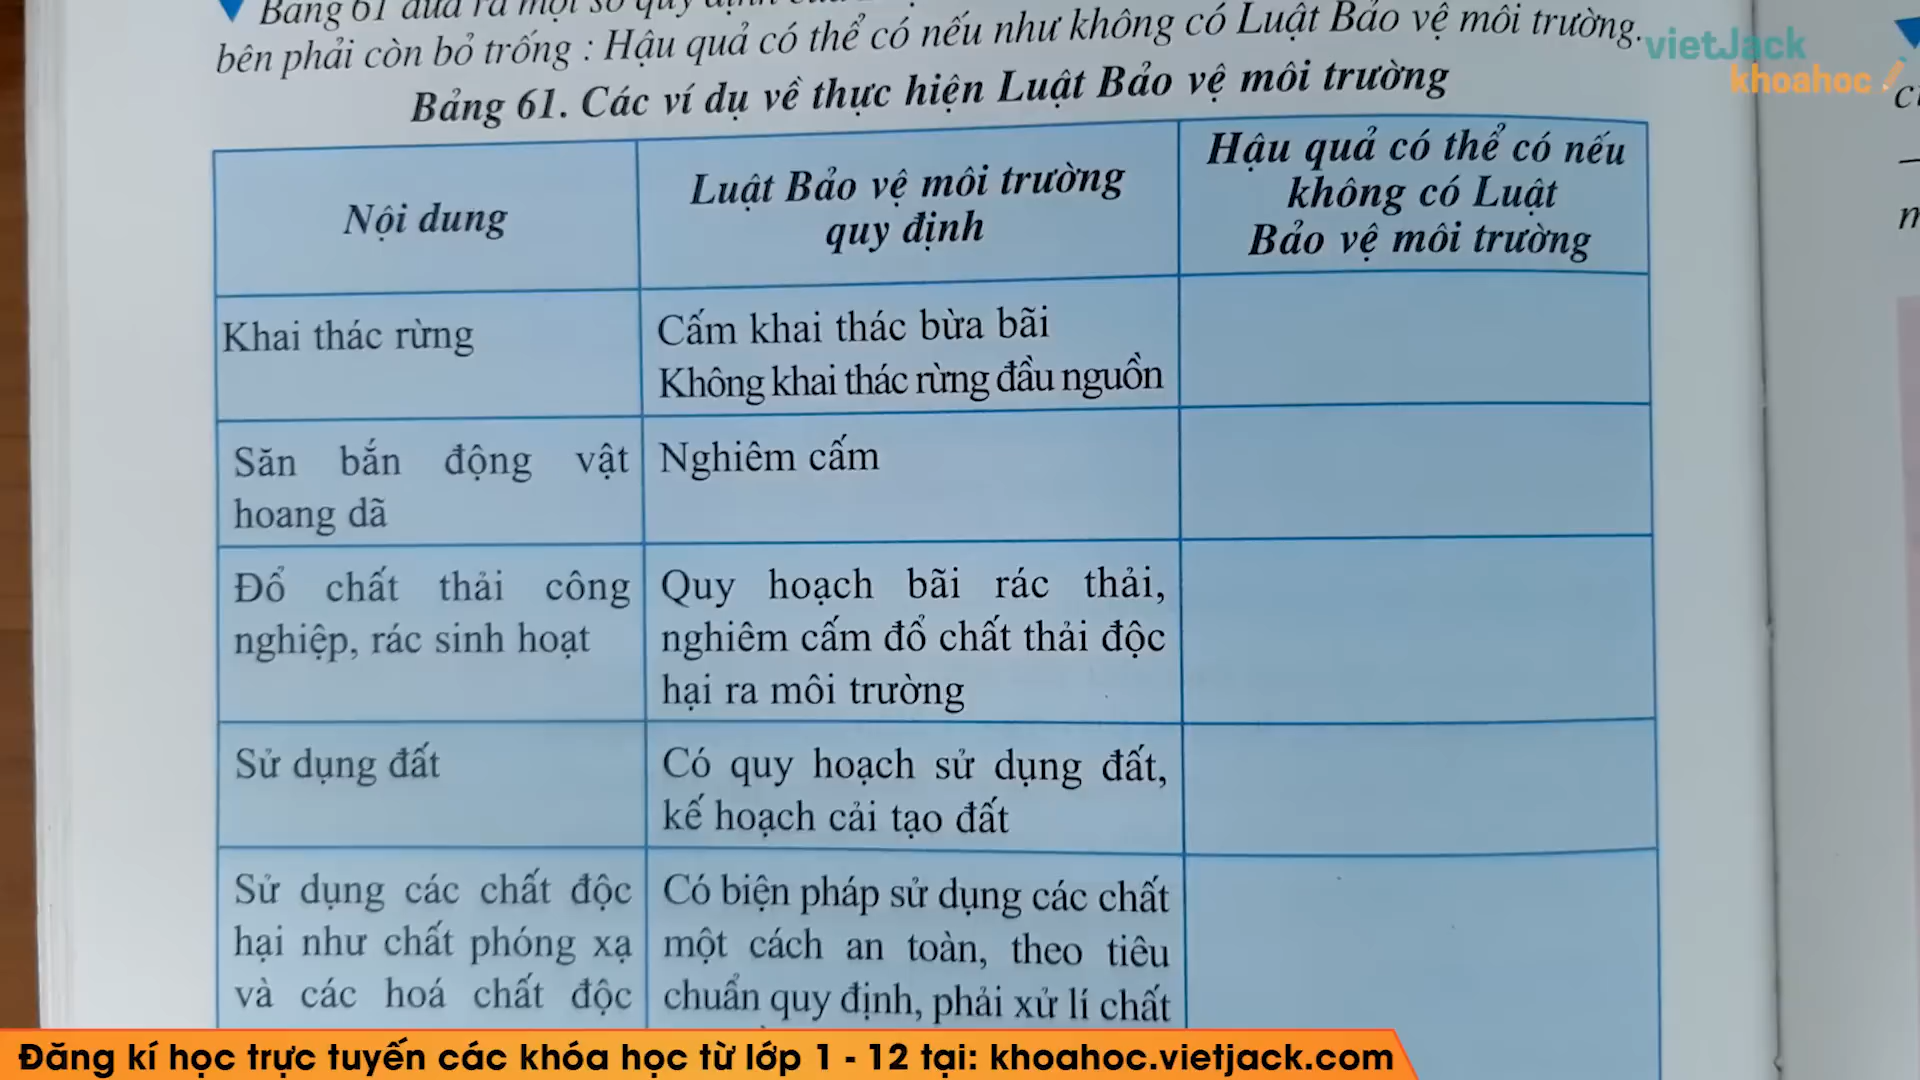 Bảng 61 đưa ra một số quy định
bên phải còn bỏ trống : Hậu quả có thể có nếu như không có Luật Bảo vệ môi trường.
vietJack
khoahoc
Bảng 61. Các ví dụ về thực hiện Luật Bảo vệ môi trường
Nội dung
Luật Bảo vệ môi trường
quy định
Hậu quả có thể có nếu
không có Luật
Bảo vệ môi trường
Khai thác rừng
Cấm khai thác bừa bãi
Không khai thác rừng đầu nguồn
Săn bắn động vật
hoang dã
Nghiêm cấm
Đổ chất thải công
nghiệp, rác sinh hoạt
Quy hoạch bãi rác thải,
nghiêm cấm đổ chất thải độc
hại ra môi trường
Sử dụng đất
Có quy hoạch sử dụng đất,
kế hoạch cải tạo đất
Sử dụng các chất độc
hại như chất phóng xạ
và các hoá chất độc
Có biện pháp sử dụng các chất
một cách an toàn, theo tiêu
chuẩn quy định, phải xử lí chất
Đăng kí học trực tuyến các khóa học từ lớp 1 - 12 tại: khoahoc.vietjack.com